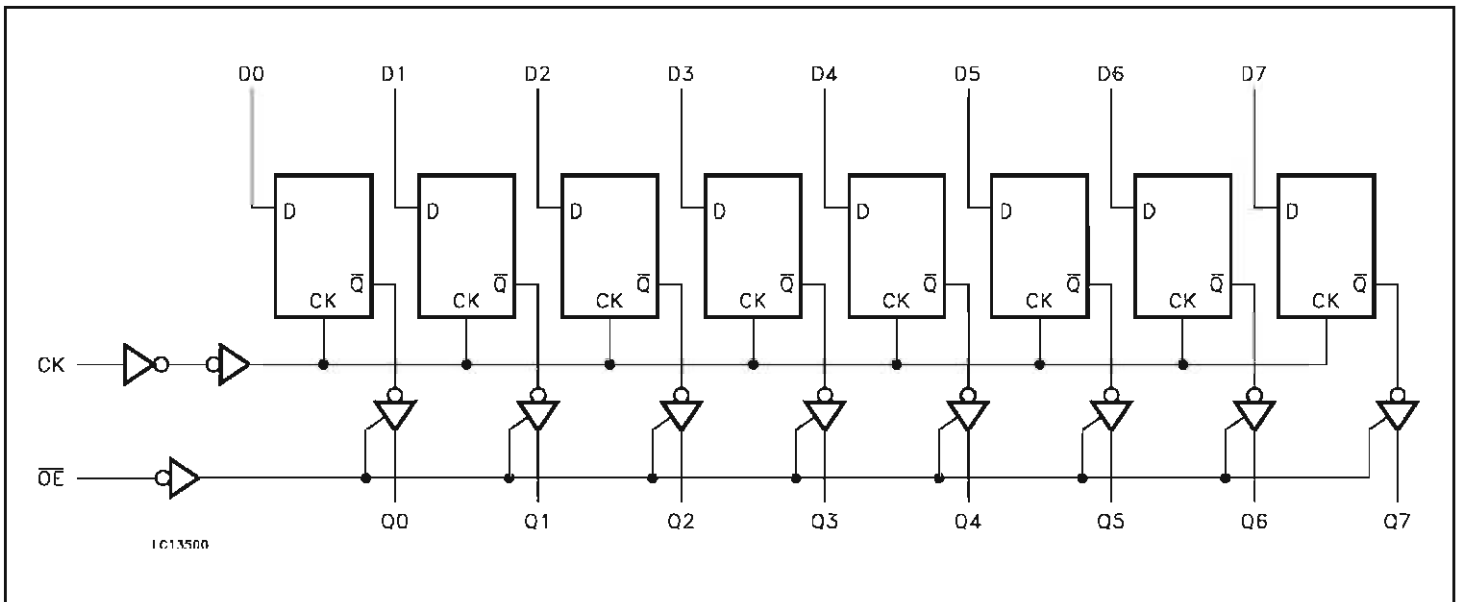 D0 D1 D2 D3 D4 D5 D6 D7
D D D D D D D D
Q̅ Q̅ Q̅ Q̅ Q̅ Q̅ Q̅ Q̅
CK CK CK CK CK CK CK CK
CK
O̅E̅
Q0 Q1 Q2 Q3 Q4 Q5 Q6 Q7
LC13500